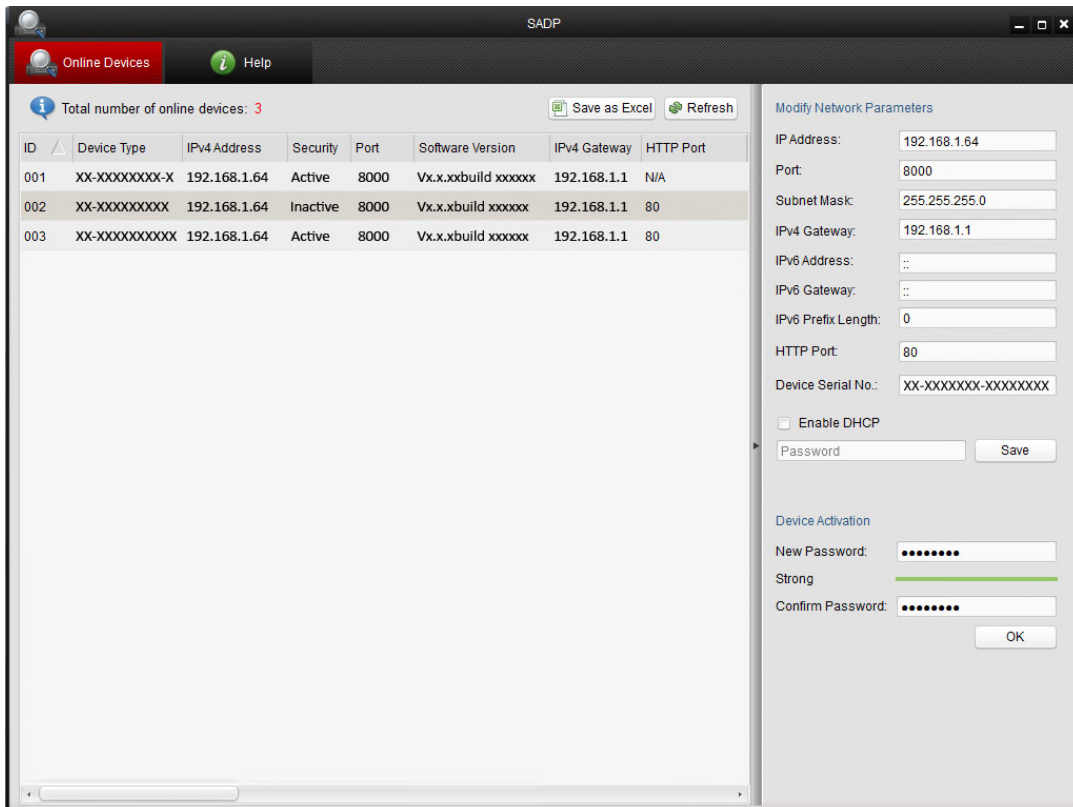 SADP
Online Devices Help
Total number of online devices: 3 Save as Excel Refresh
ID Device Type IPv4 Address Security Port Software Version IPv4 Gateway HTTP Port
001 XX-XXXXXXXX-X 192.168.1.64 Active 8000 Vx.x.xxbuild xxxxxx 192.168.1.1 N/A
002 XX-XXXXXXXXX 192.168.1.64 Inactive 8000 Vx.x.xbuild xxxxxx 192.168.1.1 80
003 XX-XXXXXXXXXX 192.168.1.64 Active 8000 Vx.x.xbuild xxxxxx 192.168.1.1 80
Modify Network Parameters
IP Address: 192.168.1.64
Port: 8000
Subnet Mask: 255.255.255.0
IPv4 Gateway: 192.168.1.1
IPv6 Address: ::
IPv6 Gateway: ::
IPv6 Prefix Length: 0
HTTP Port: 80
Device Serial No.: XX-XXXXXXX-XXXXXXXX
Enable DHCP
Password Save
Device Activation
New Password: ••••••••
Strong
Confirm Password: ••••••••
OK